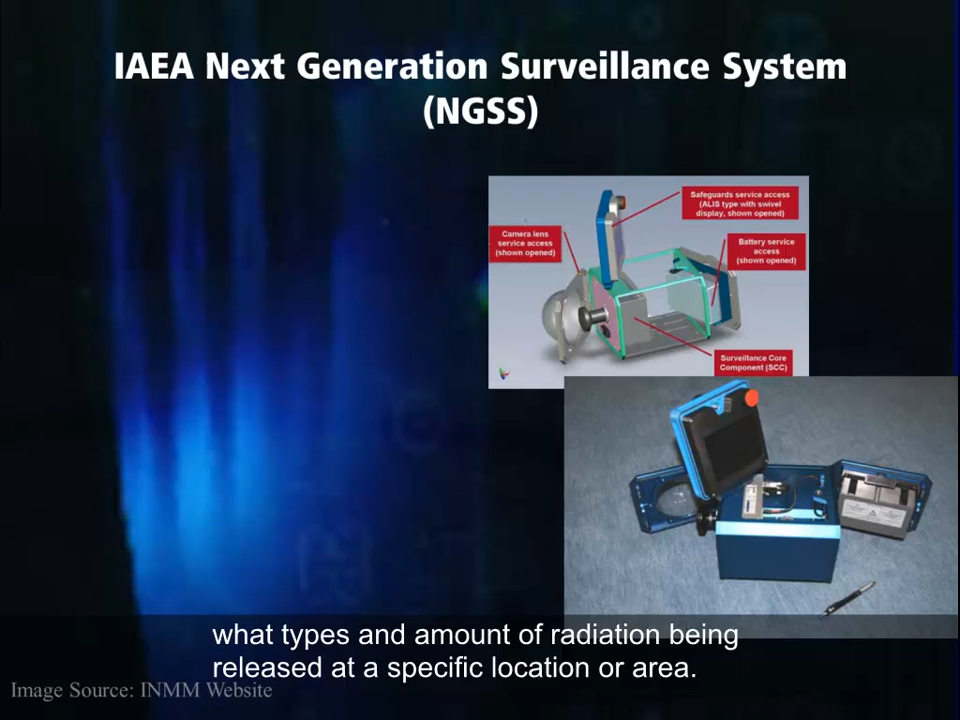 IAEA Next Generation Surveillance System
(NGSS)
Safeguards service access
(ALIS type with swivel
display, shown opened)
Camera lens
service access
(shown opened)
Battery service
access
(shown opened)
Surveillance Core
Component (SCC)
what types and amount of radiation being
released at a specific location or area.
Image Source: INMM Website